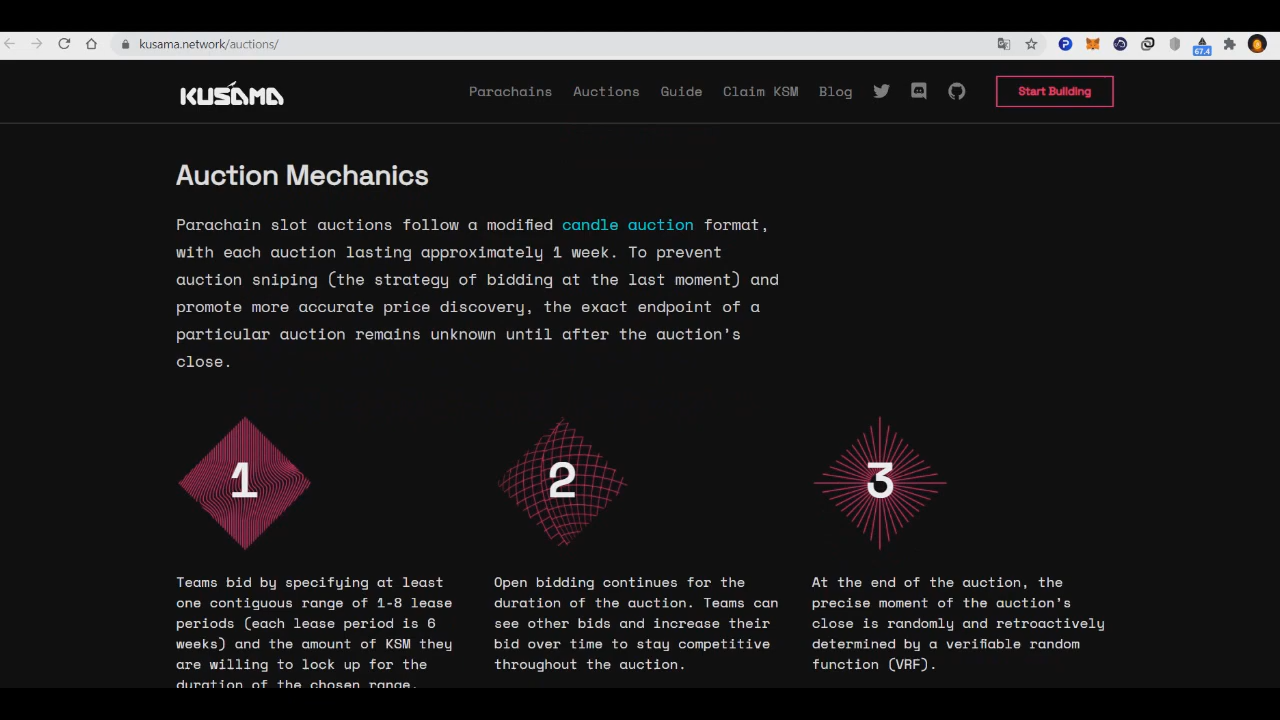 kusama.network/auctions/
67.4
KUSAMA
Parachains Auctions Guide Claim KSM Blog Start Building
Auction Mechanics
Parachain slot auctions follow a modified candle auction format,
with each auction lasting approximately 1 week. To prevent
auction sniping (the strategy of bidding at the last moment) and
promote more accurate price discovery, the exact endpoint of a
particular auction remains unknown until after the auction's
close.
1
Teams bid by specifying at least
one contiguous range of 1-8 lease
periods (each lease period is 6
weeks) and the amount of KSM they
are willing to lock up for the
duration of the chosen range.
2
Open bidding continues for the
duration of the auction. Teams can
see other bids and increase their
bid over time to stay competitive
throughout the auction.
3
At the end of the auction, the
precise moment of the auction's
close is randomly and retroactively
determined by a verifiable random
function (VRF).